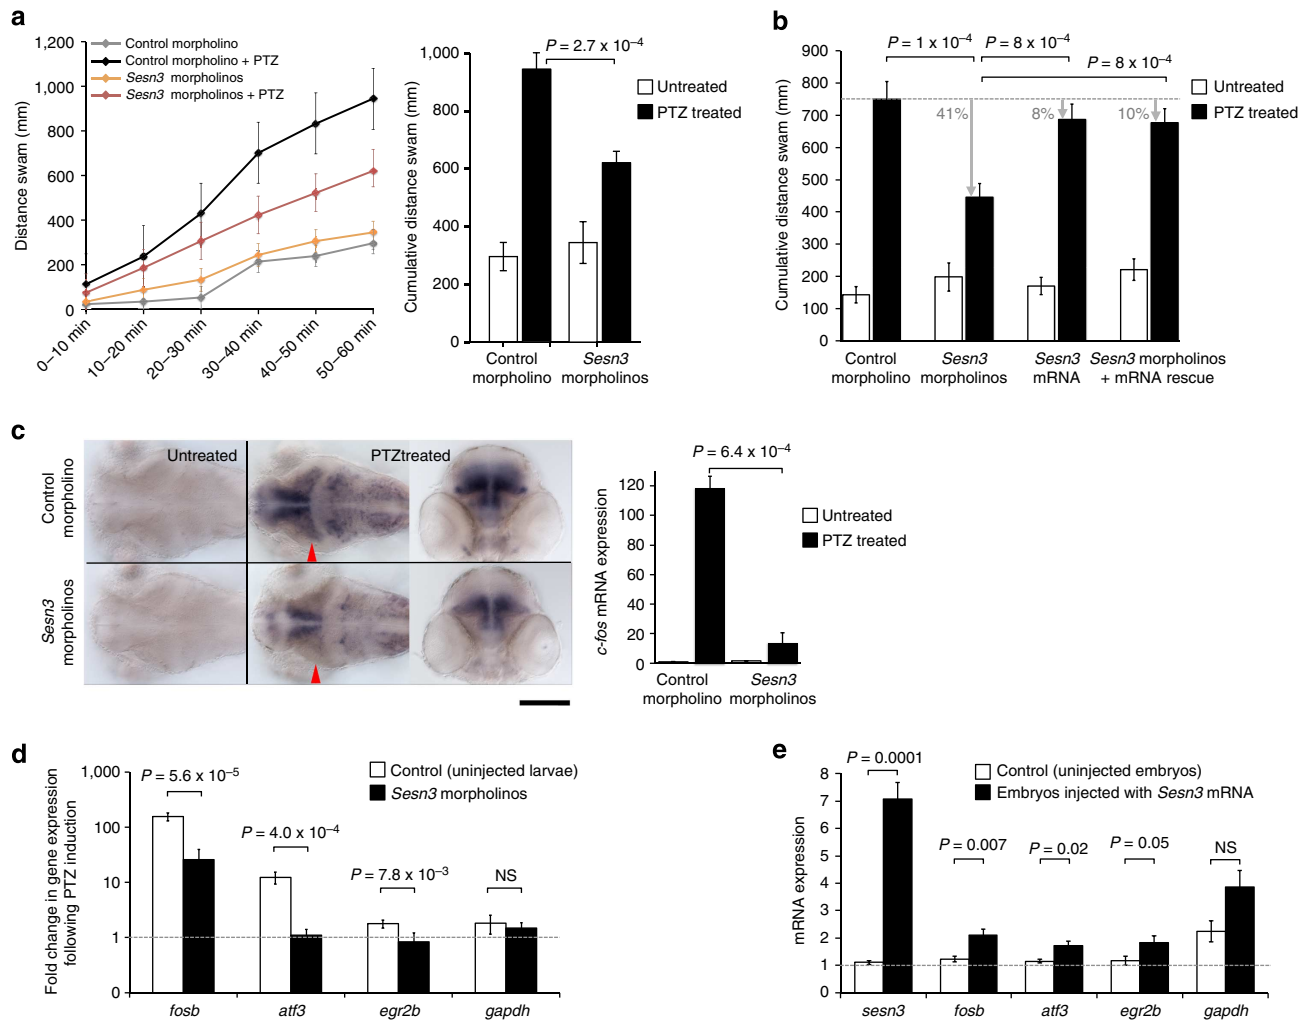 a
Control morpholino
Control morpholino + PTZ
Sesn3 morpholinos
Sesn3 morpholinos + PTZ
Distance swam (mm)
1,200
1,000
800
600
400
200
0
0–10 min
10–20 min
20–30 min
30–40 min
40–50 min
50–60 min
P = 2.7 x 10–4
Untreated
PTZ treated
Cumulative distance swam (mm)
1,000
800
600
400
200
0
Control
morpholino
Sesn3
morpholinos
b
P = 1 x 10–4
P = 8 x 10–4
P = 8 x 10–4
Untreated
PTZ treated
Cumulative distance swam (mm)
900
800
700
600
500
400
300
200
100
0
41%
8%
10%
Control
morpholino
Sesn3
morpholinos
Sesn3
mRNA
Sesn3 morpholinos
+ mRNA rescue
c
Untreated
PTZtreated
Control
morpholino
Sesn3
morpholinos
P = 6.4 x 10–4
Untreated
PTZ treated
c-fos mRNA expression
120
100
80
60
40
20
0
Control
morpholino
Sesn3
morpholinos
d
Fold change in gene expression
following PTZ induction
1,000
100
10
1
0
Control (uninjected larvae)
Sesn3 morpholinos
P = 5.6 x 10–5
P = 4.0 x 10–4
P = 7.8 x 10–3
NS
fosb
atf3
egr2b
gapdh
e
mRNA expression
8
7
6
5
4
3
2
1
0
Control (uninjected embryos)
Embryos injected with Sesn3 mRNA
P = 0.0001
P = 0.007
P = 0.02
P = 0.05
NS
sesn3
fosb
atf3
egr2b
gapdh